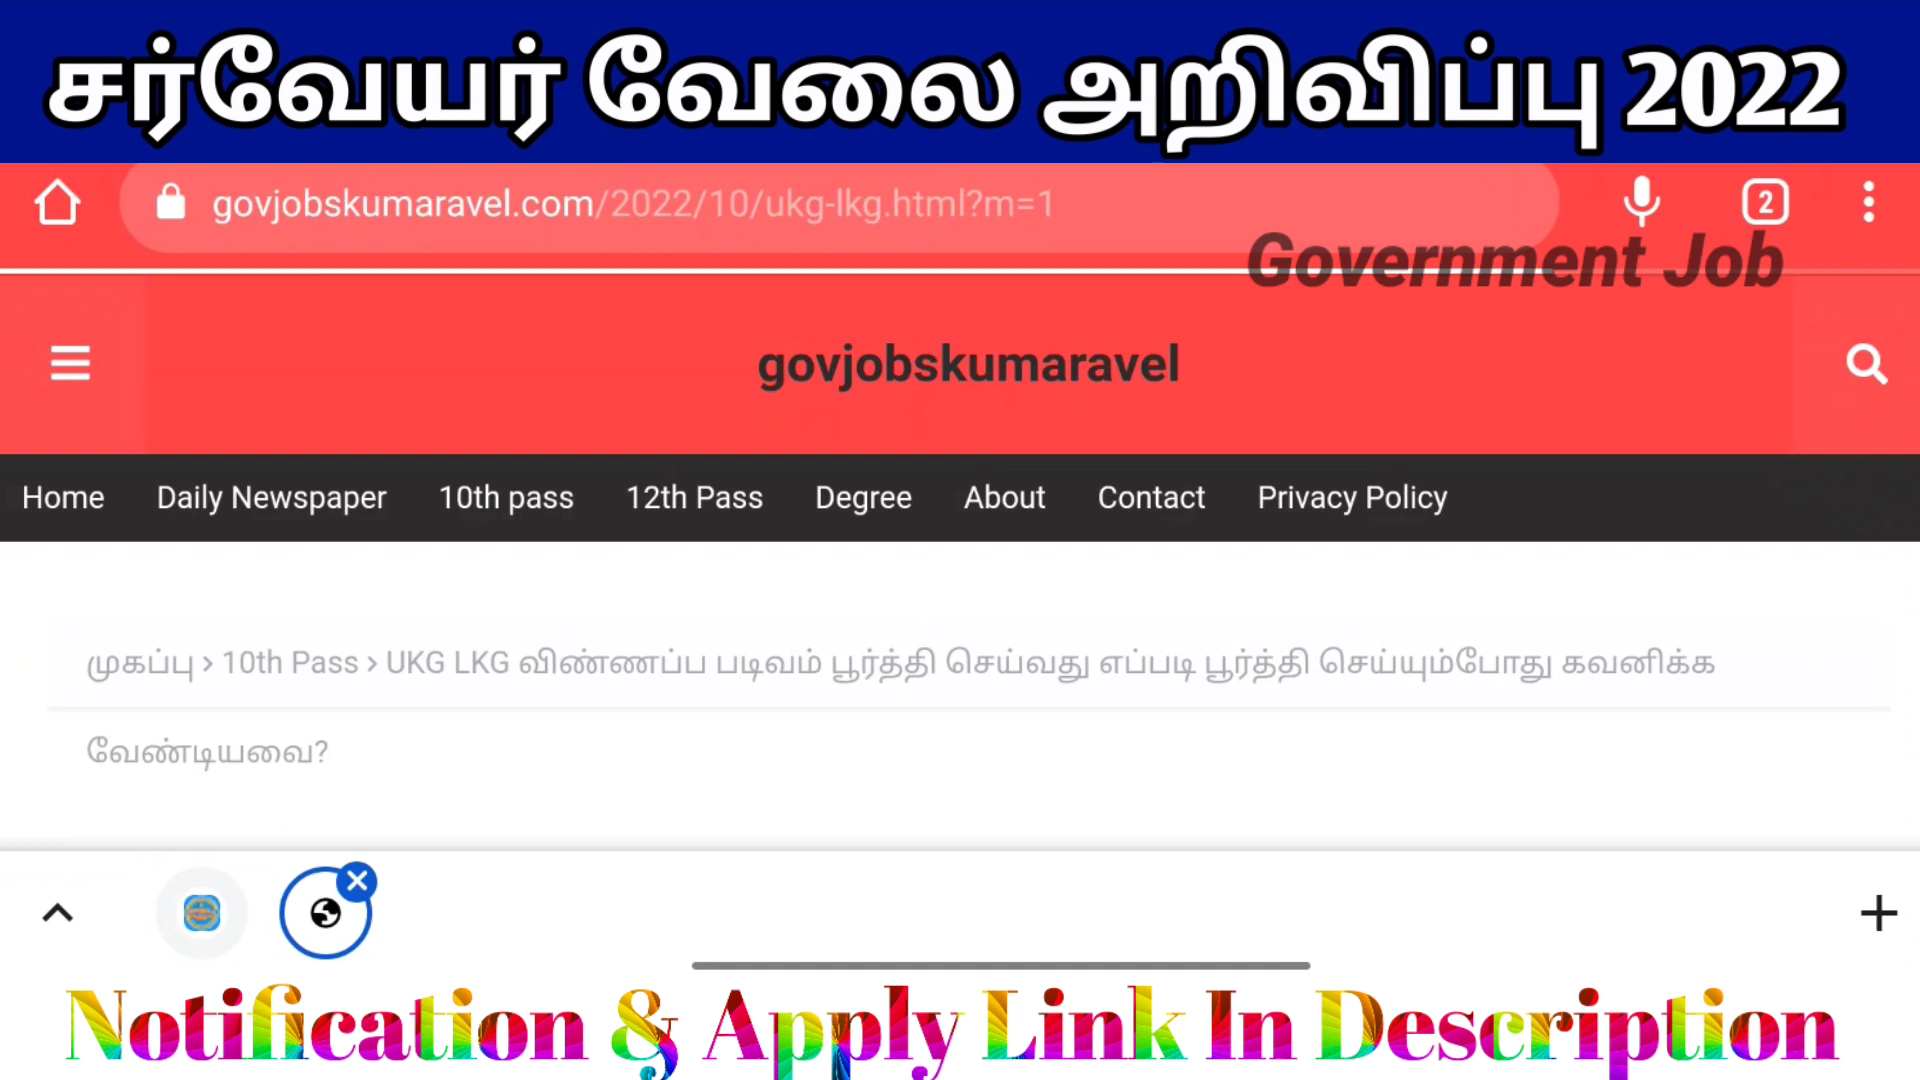 சர்வேயர் வேலை அறிவிப்பு 2022
govjobskumaravel.com/2022/10/ukg-lkg.html?m=1
2
Government Job
govjobskumaravel
Home Daily Newspaper 10th pass 12th Pass Degree About Contact Privacy Policy
முகப்பு › 10th Pass › UKG LKG விண்ணப்ப படிவம் பூர்த்தி செய்வது எப்படி பூர்த்தி செய்யும்போது கவனிக்க
வேண்டியவை?
Notification & Apply Link In Description